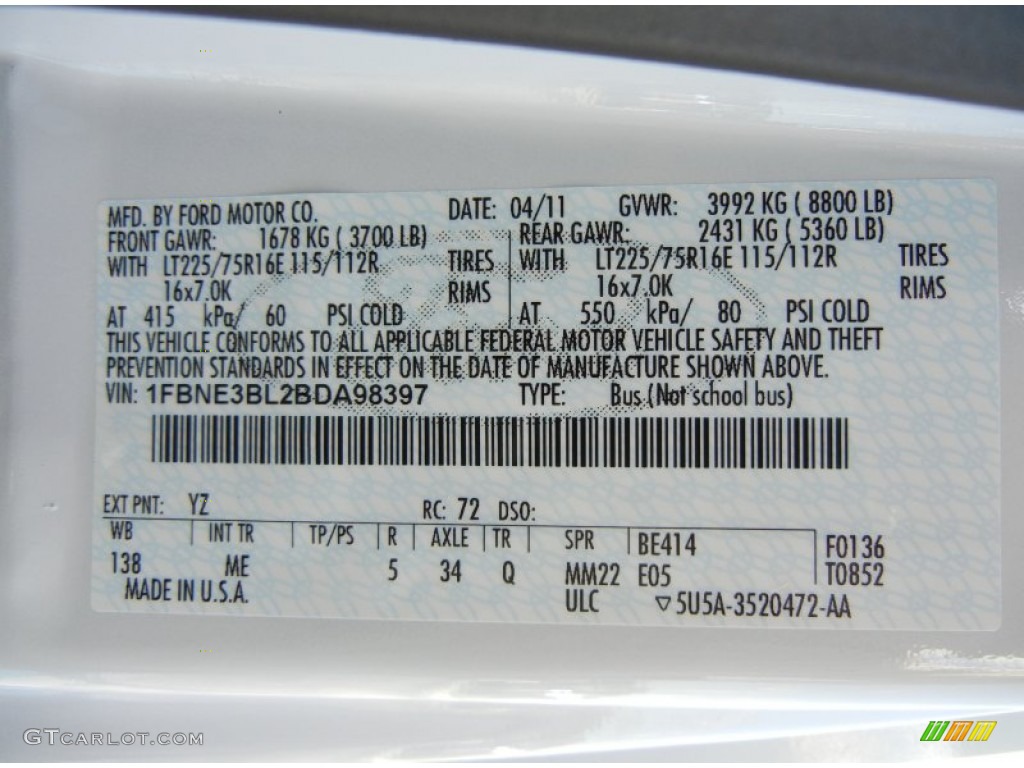 MFD. BY FORD MOTOR CO. DATE: 04/11 GVWR: 3992 KG ( 8800 LB)
FRONT GAWR: 1678 KG ( 3700 LB) REAR GAWR: 2431 KG ( 5360 LB)
WITH LT225/75R16E 115/112R TIRES WITH LT225/75R16E 115/112R TIRES
16x7.0K RIMS 16x7.0K RIMS
AT 415 kPa/ 60 PSI COLD AT 550 kPa/ 80 PSI COLD
THIS VEHICLE CONFORMS TO ALL APPLICABLE FEDERAL MOTOR VEHICLE SAFETY AND THEFT
PREVENTION STANDARDS IN EFFECT ON THE DATE OF MANUFACTURE SHOWN ABOVE.
VIN: 1FBNE3BL2BDA98397 TYPE: Bus (Not school bus)
EXT PNT: YZ RC: 72 DSO:
WB INT TR TP/PS R AXLE TR SPR BE414 F0136
138 ME 5 34 Q MM22 E05 T0852
MADE IN U.S.A. ULC ▽5U5A-3520472-AA
GTCARLOT.COM